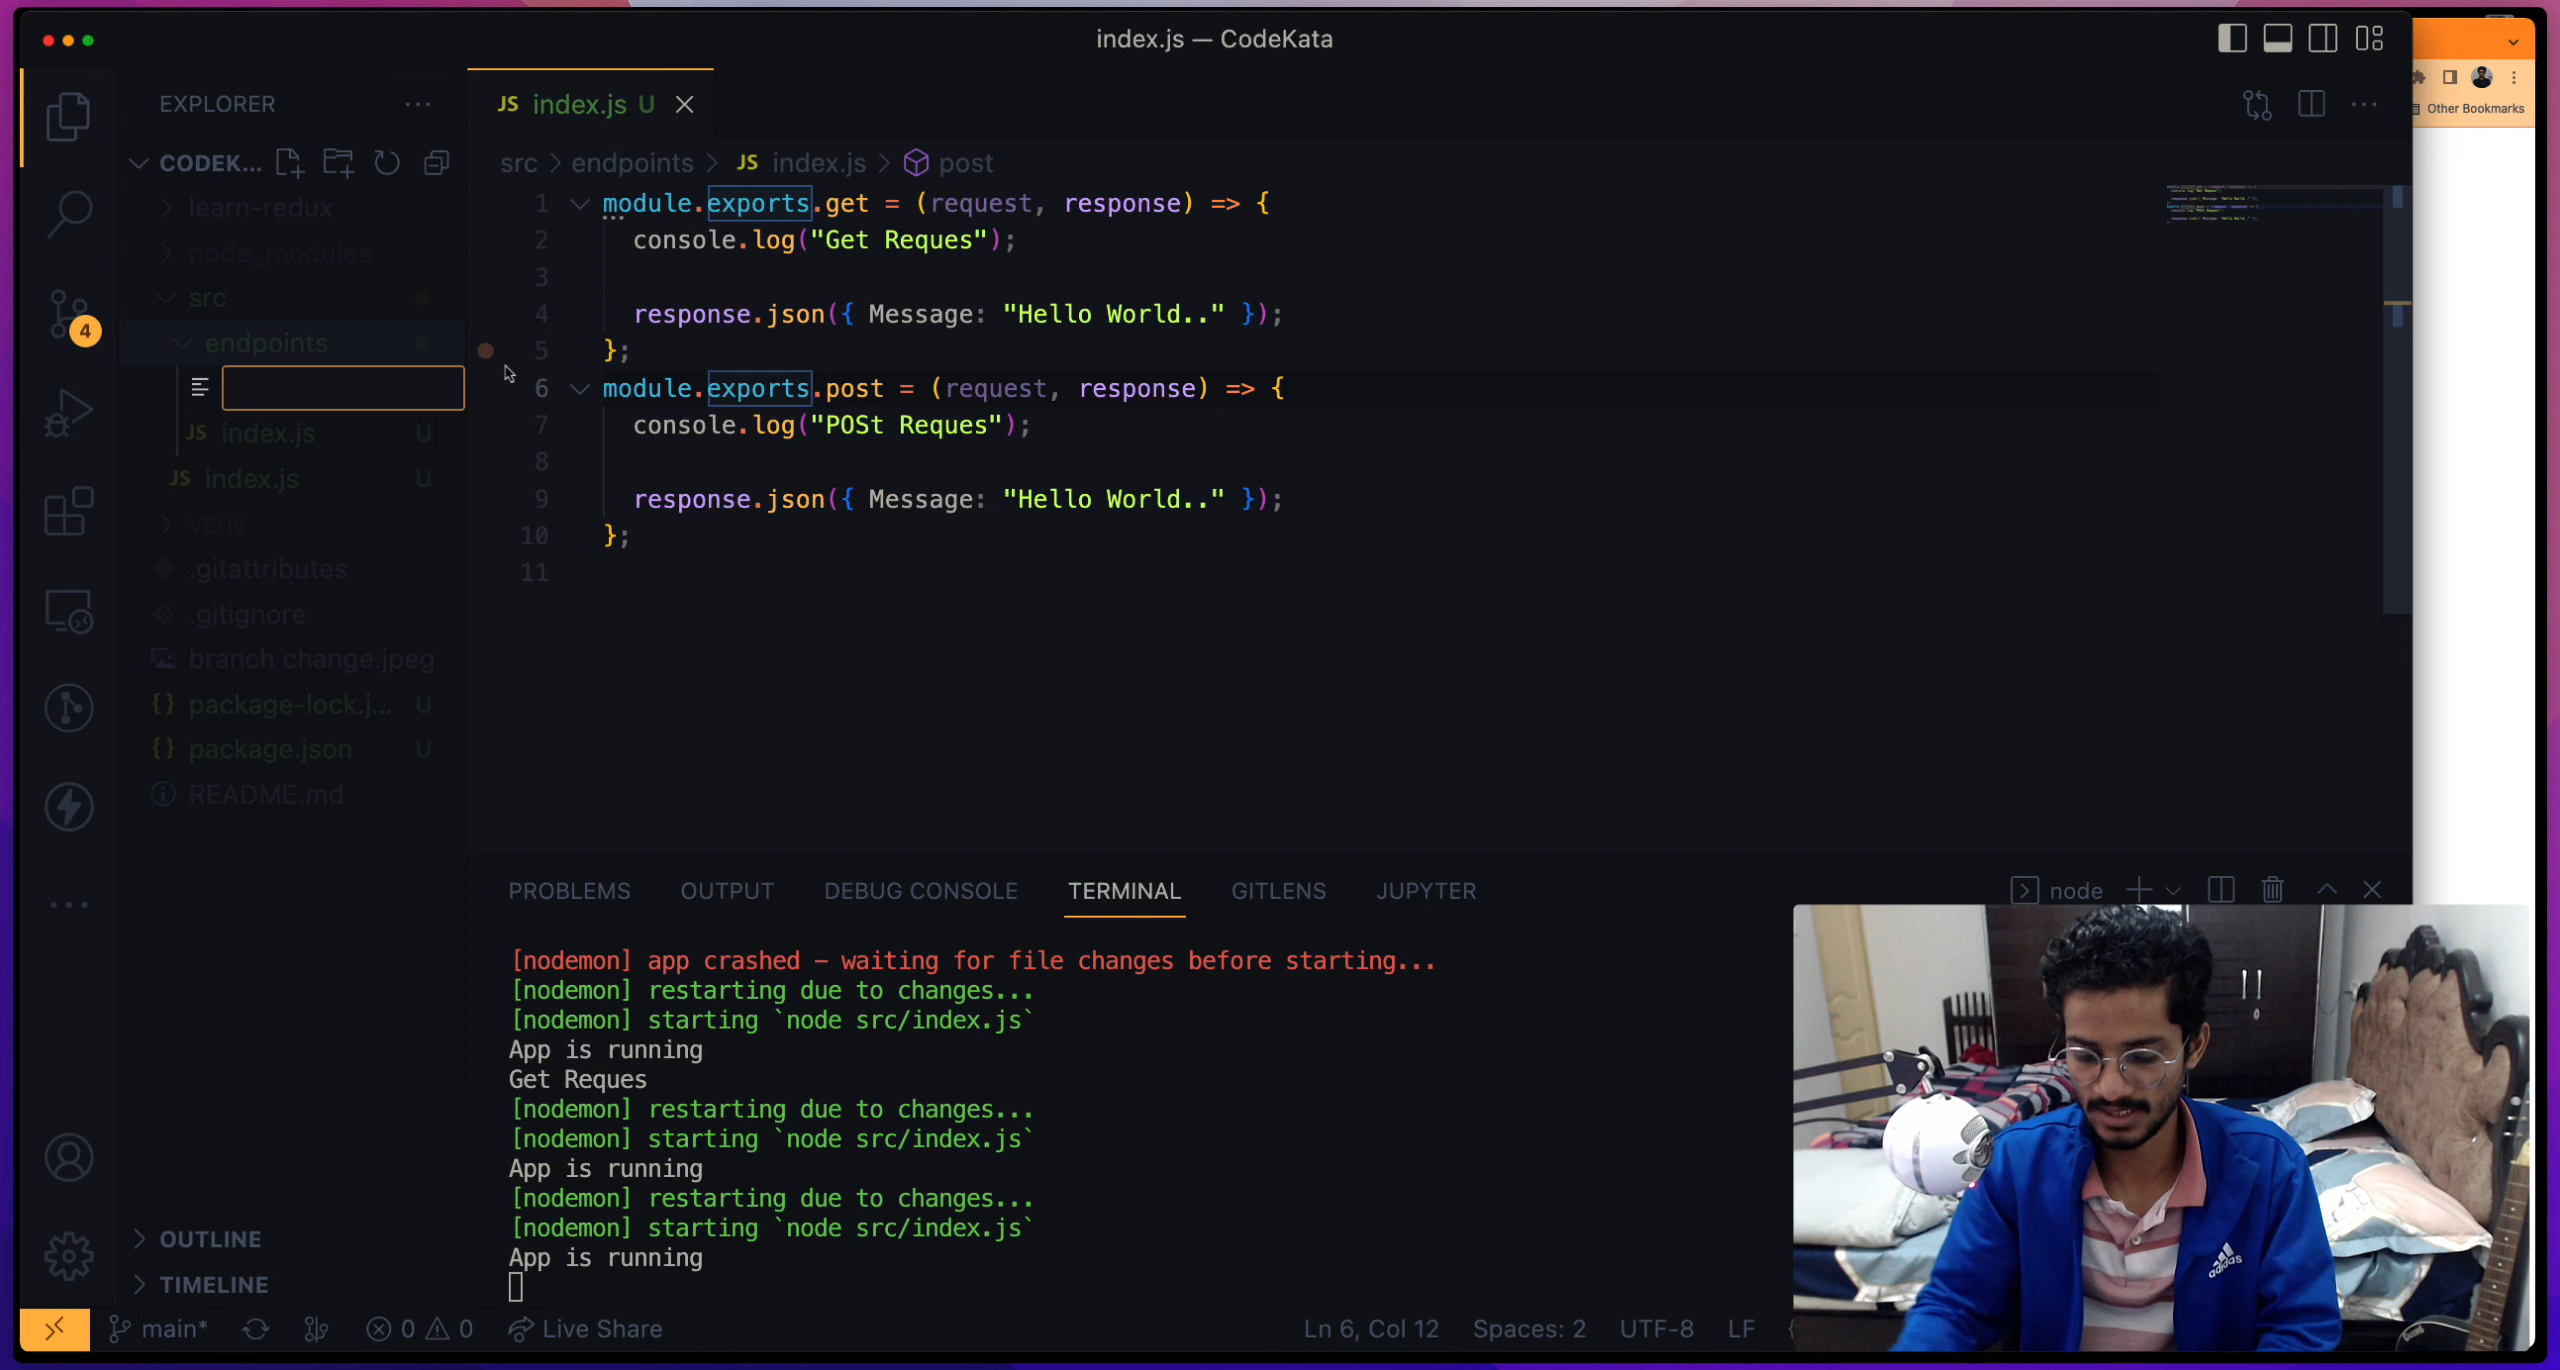 index.js — CodeKata
Other Bookmarks
EXPLORER
JS index.js U
CODEK...
src > endpoints > JS index.js > post
learn-redux
node_modules
src
endpoints
JS index.js U
JS index.js U
venv
.gitattributes
.gitignore
branch change.jpeg
{} package-lock.j... U
{} package.json U
README.md
OUTLINE
TIMELINE
4
1 module.exports.get = (request, response) => {
2 console.log("Get Reques");
3
4 response.json({ Message: "Hello World.." });
5 };
6 module.exports.post = (request, response) => {
7 console.log("POSt Reques");
8
9 response.json({ Message: "Hello World.." });
10 };
11
PROBLEMS OUTPUT DEBUG CONSOLE TERMINAL GITLENS JUPYTER node
[nodemon] app crashed – waiting for file changes before starting...
[nodemon] restarting due to changes...
[nodemon] starting `node src/index.js`
App is running
Get Reques
[nodemon] restarting due to changes...
[nodemon] starting `node src/index.js`
App is running
[nodemon] restarting due to changes...
[nodemon] starting `node src/index.js`
App is running
adidas
main* 0 0 Live Share Ln 6, Col 12 Spaces: 2 UTF-8 LF {